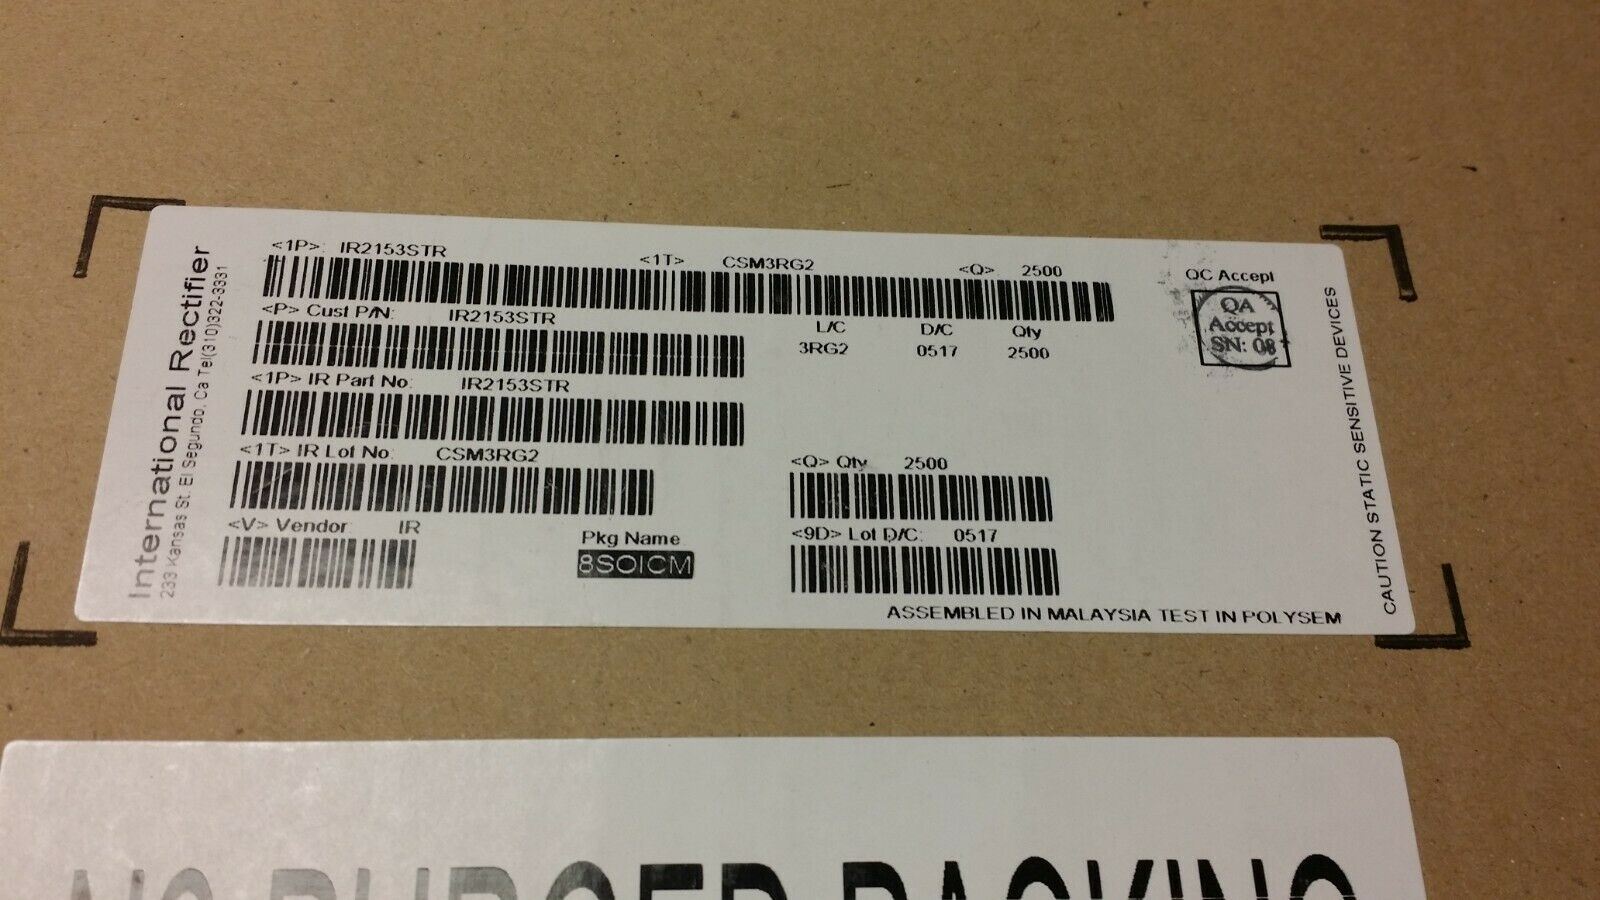 International Rectifier
233 Kansas St. El Segundo, Ca Tel(310)322-3331
<1P>: IR2153STR <1T> CSM3RG2 <Q> 2500
<P> Cust P/N: IR2153STR
L/C D/C Qty
3RG2 0517 2500
<1P> IR Part No: IR2153STR
<1T> IR Lot No: CSM3RG2
<Q> Qty 2500
<V> Vendor: IR
Pkg Name
8SOICM
<9D> Lot D/C: 0517
ASSEMBLED IN MALAYSIA TEST IN POLYSEM
QC Accept
QA
Accept
SN: 08
CAUTION STATIC SENSITIVE DEVICES
PACKING